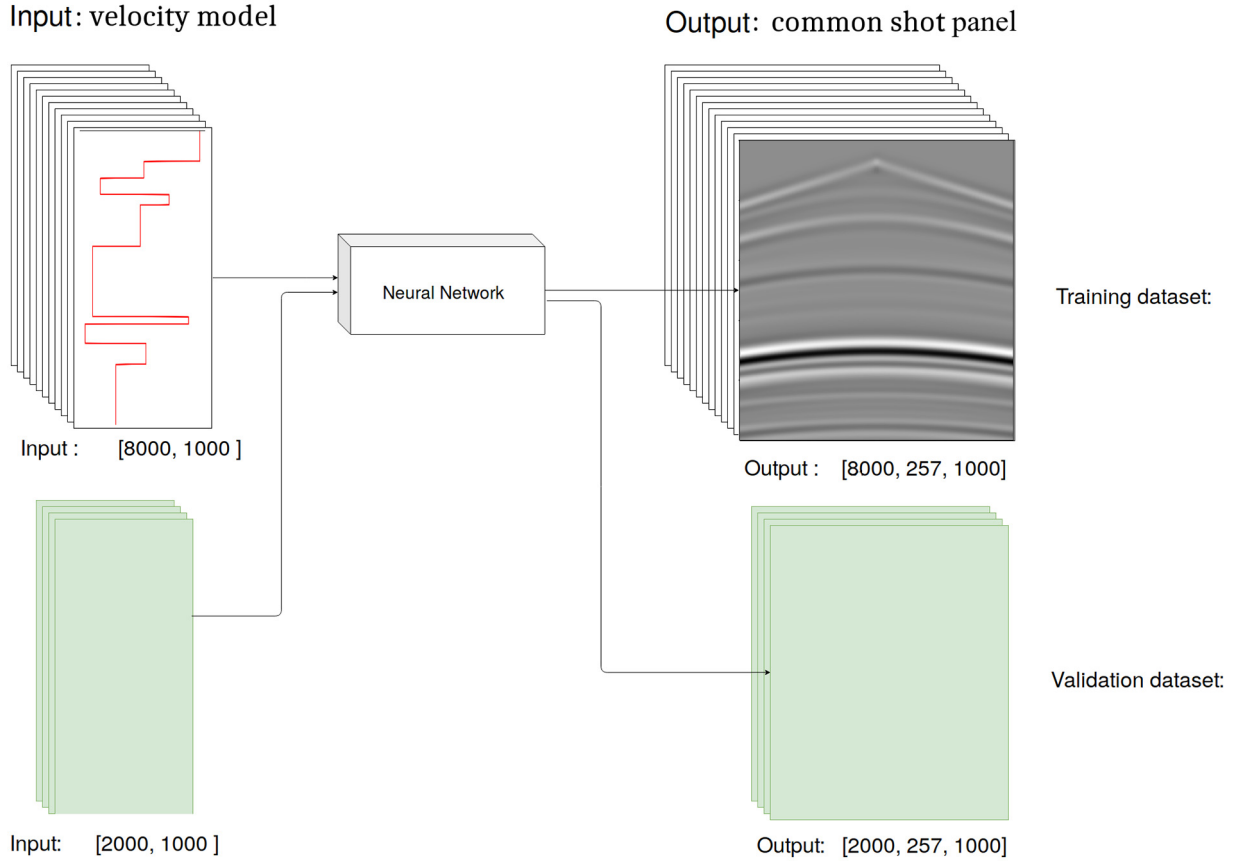 Input: velocity model
Output: common shot panel
Neural Network
Training dataset:
Input : [8000, 1000 ]
Output : [8000, 257, 1000]
Validation dataset:
Input: [2000, 1000 ]
Output: [2000, 257, 1000]